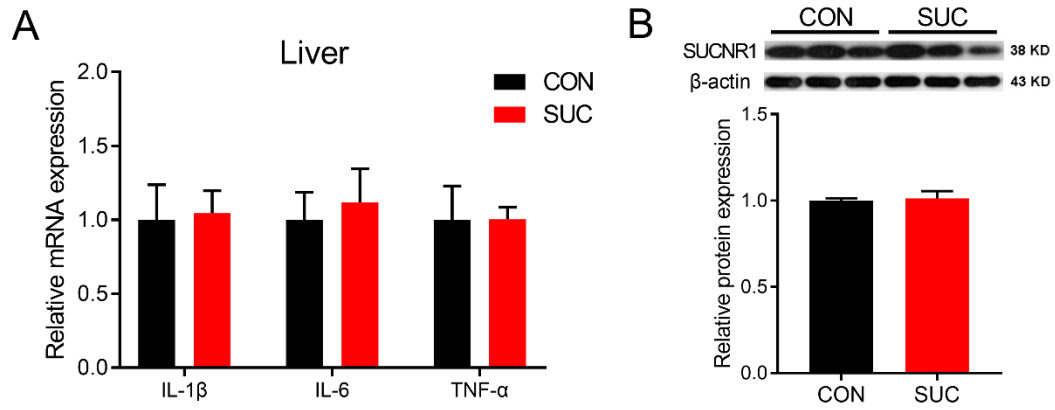 A
Liver
CON
SUC
Relative mRNA expression
2.0
1.5
1.0
0.5
0.0
IL-1β
IL-6
TNF-α
B
CON SUC
SUCNR1 38 KD
β-actin 43 KD
Relative protein expression
1.5
1.0
0.5
0.0
CON SUC